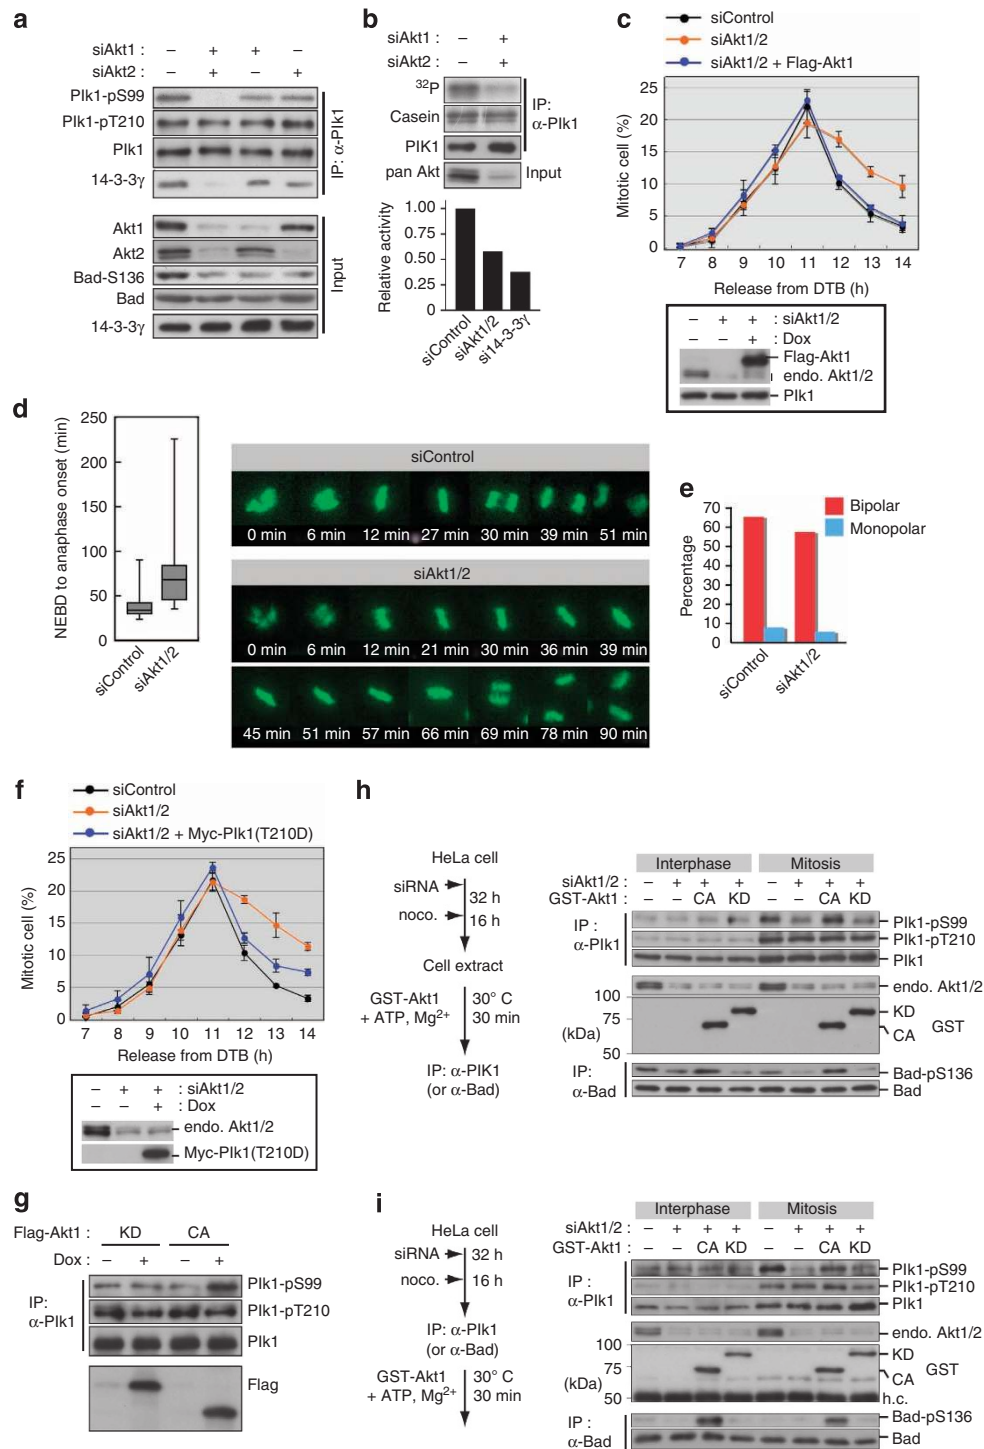 a
siAkt1 : – + + –
siAkt2 : – + – +
Plk1-pS99
Plk1-pT210
Plk1
14-3-3γ
IP: α-Plk1
Akt1
Akt2
Bad-S136
Bad
14-3-3γ
Input
b
siAkt1 : – +
siAkt2 : – +
32P
Casein
PlK1
IP:
α-Plk1
pan Akt
Input
Relative activity
1.00
0.75
0.50
0.25
0
siControl
siAkt1/2
si14-3-3γ
c
siControl
siAkt1/2
siAkt1/2 + Flag-Akt1
Mitotic cell (%)
25
20
15
10
5
0
7 8 9 10 11 12 13 14
Release from DTB (h)
– + + : siAkt1/2
– – + : Dox
Flag-Akt1
endo. Akt1/2
Plk1
d
NEBD to anaphase onset (min)
250
200
150
100
50
0
siControl
siAkt1/2
siControl
0 min 6 min 12 min 27 min 30 min 39 min 51 min
siAkt1/2
0 min 6 min 12 min 21 min 30 min 36 min 39 min
45 min 51 min 57 min 66 min 69 min 78 min 90 min
e
Percentage
70
60
50
40
30
20
10
0
Bipolar
Monopolar
siControl
siAkt1/2
f
siControl
siAkt1/2
siAkt1/2 + Myc-Plk1(T210D)
Mitotic cell (%)
25
20
15
10
5
0
7 8 9 10 11 12 13 14
Release from DTB (h)
– + + : siAkt1/2
– – + : Dox
endo. Akt1/2
Myc-Plk1(T210D)
g
Flag-Akt1 : KD CA
Dox : – + – +
IP:
α-Plk1
Plk1-pS99
Plk1-pT210
Plk1
Flag
h
HeLa cell
siRNA
32 h
noco.
16 h
Cell extract
GST-Akt1
+ ATP, Mg2+
30° C
30 min
IP: α-PlK1
(or α-Bad)
Interphase Mitosis
siAkt1/2 : – + + + – + + +
GST-Akt1 : – – CA KD – – CA KD
IP :
α-Plk1
Plk1-pS99
Plk1-pT210
Plk1
endo. Akt1/2
100
75
(kDa)
50
KD
CA
GST
IP:
α-Bad
Bad-pS136
Bad
i
HeLa cell
siRNA
32 h
noco.
16 h
IP: α-Plk1
(or α-Bad)
GST-Akt1
+ ATP, Mg2+
30° C
30 min
Interphase Mitosis
siAkt1/2 : – + + + – + + +
GST-Akt1 : – – CA KD – – CA KD
IP :
α-Plk1
Plk1-pS99
Plk1-pT210
Plk1
endo. Akt1/2
100
75
(kDa)
50
KD
GST
CA
h.c.
IP :
α-Bad
Bad-pS136
Bad